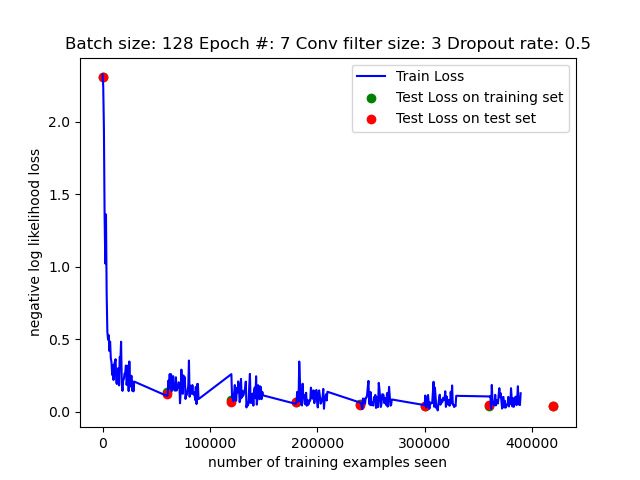 Batch size: 128 Epoch #: 7 Conv filter size: 3 Dropout rate: 0.5
Train Loss
Test Loss on training set
Test Loss on test set
negative log likelihood loss
2.0
1.5
1.0
0.5
0.0
0
100000
200000
300000
400000
number of training examples seen